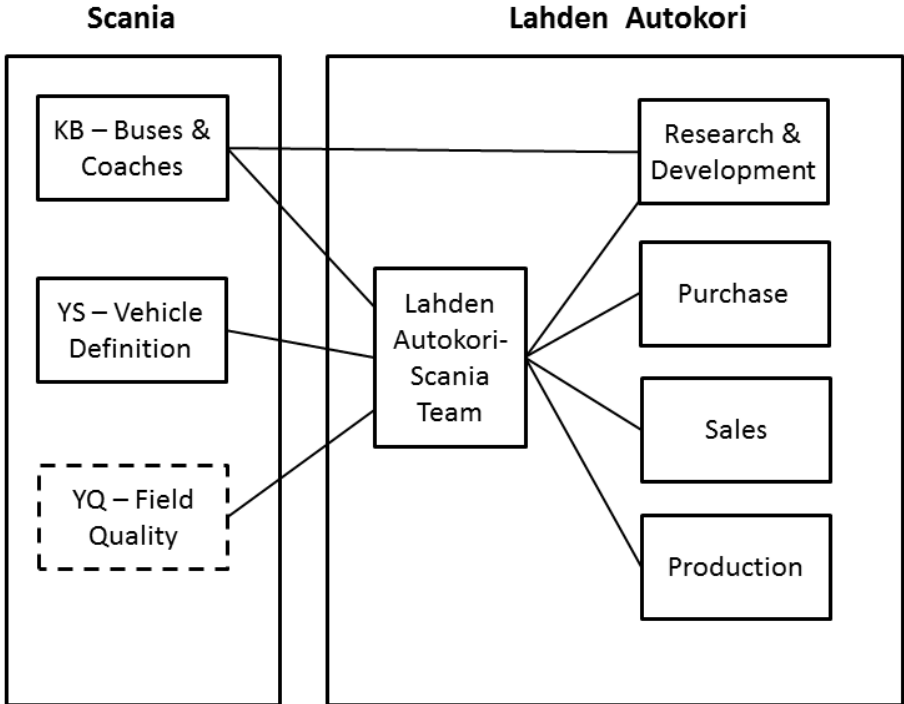 Scania
Lahden Autokori
KB – Buses &
Coaches
Research &
Development
YS – Vehicle
Definition
Lahden
Autokori-
Scania
Team
Purchase
Sales
YQ – Field
Quality
Production